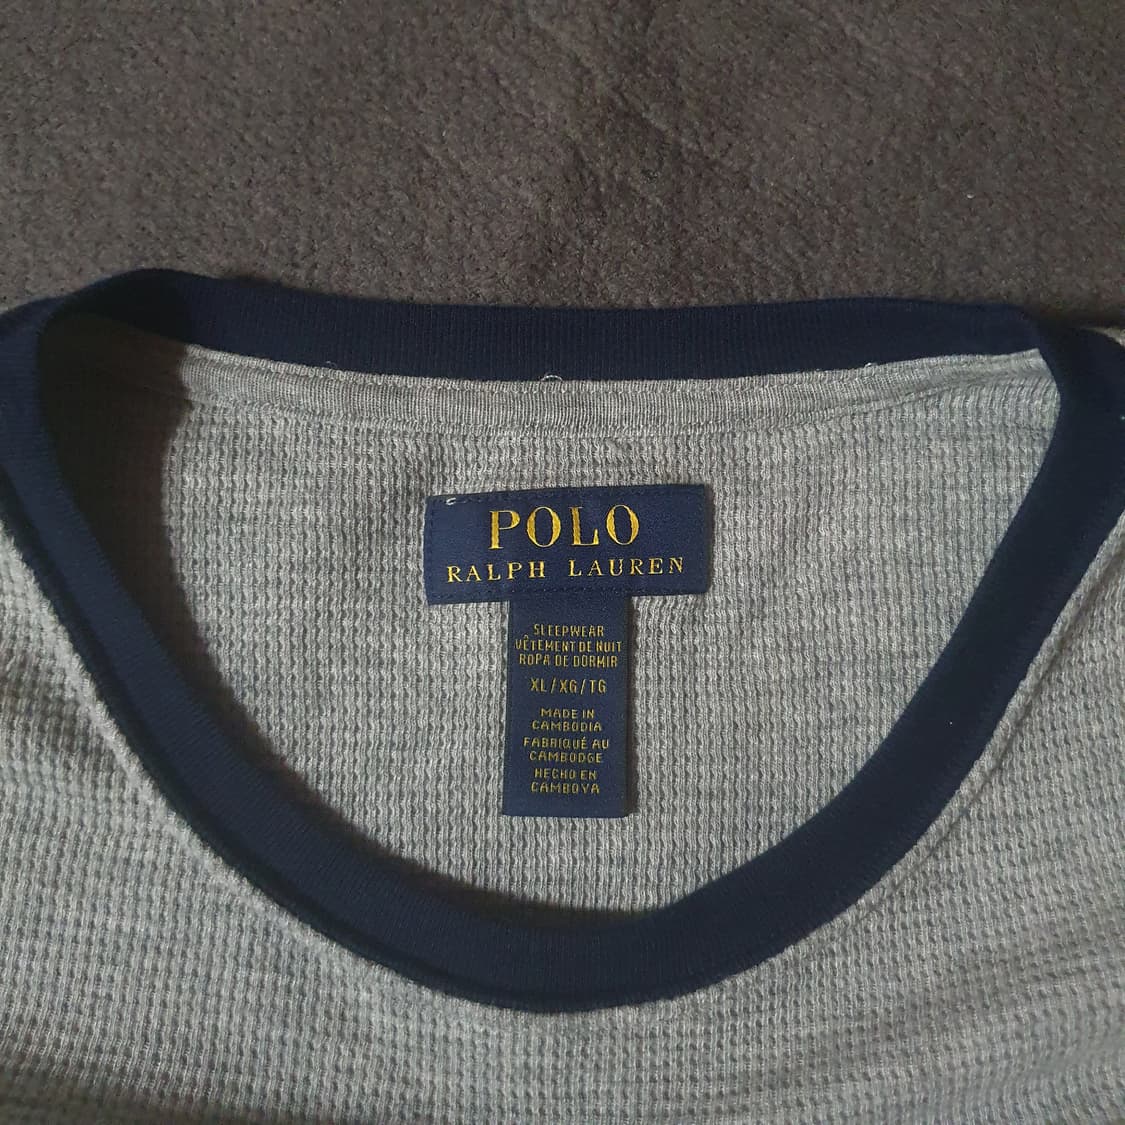 POLO
RALPH LAUREN
SLEEPWEAR
VÊTEMENT DE NUIT
ROPA DE DORMIR
XL/XG/TG
MADE IN
CAMBODIA
FABRIQUÉ AU
CAMBODGE
HECHO EN
CAMBOYA